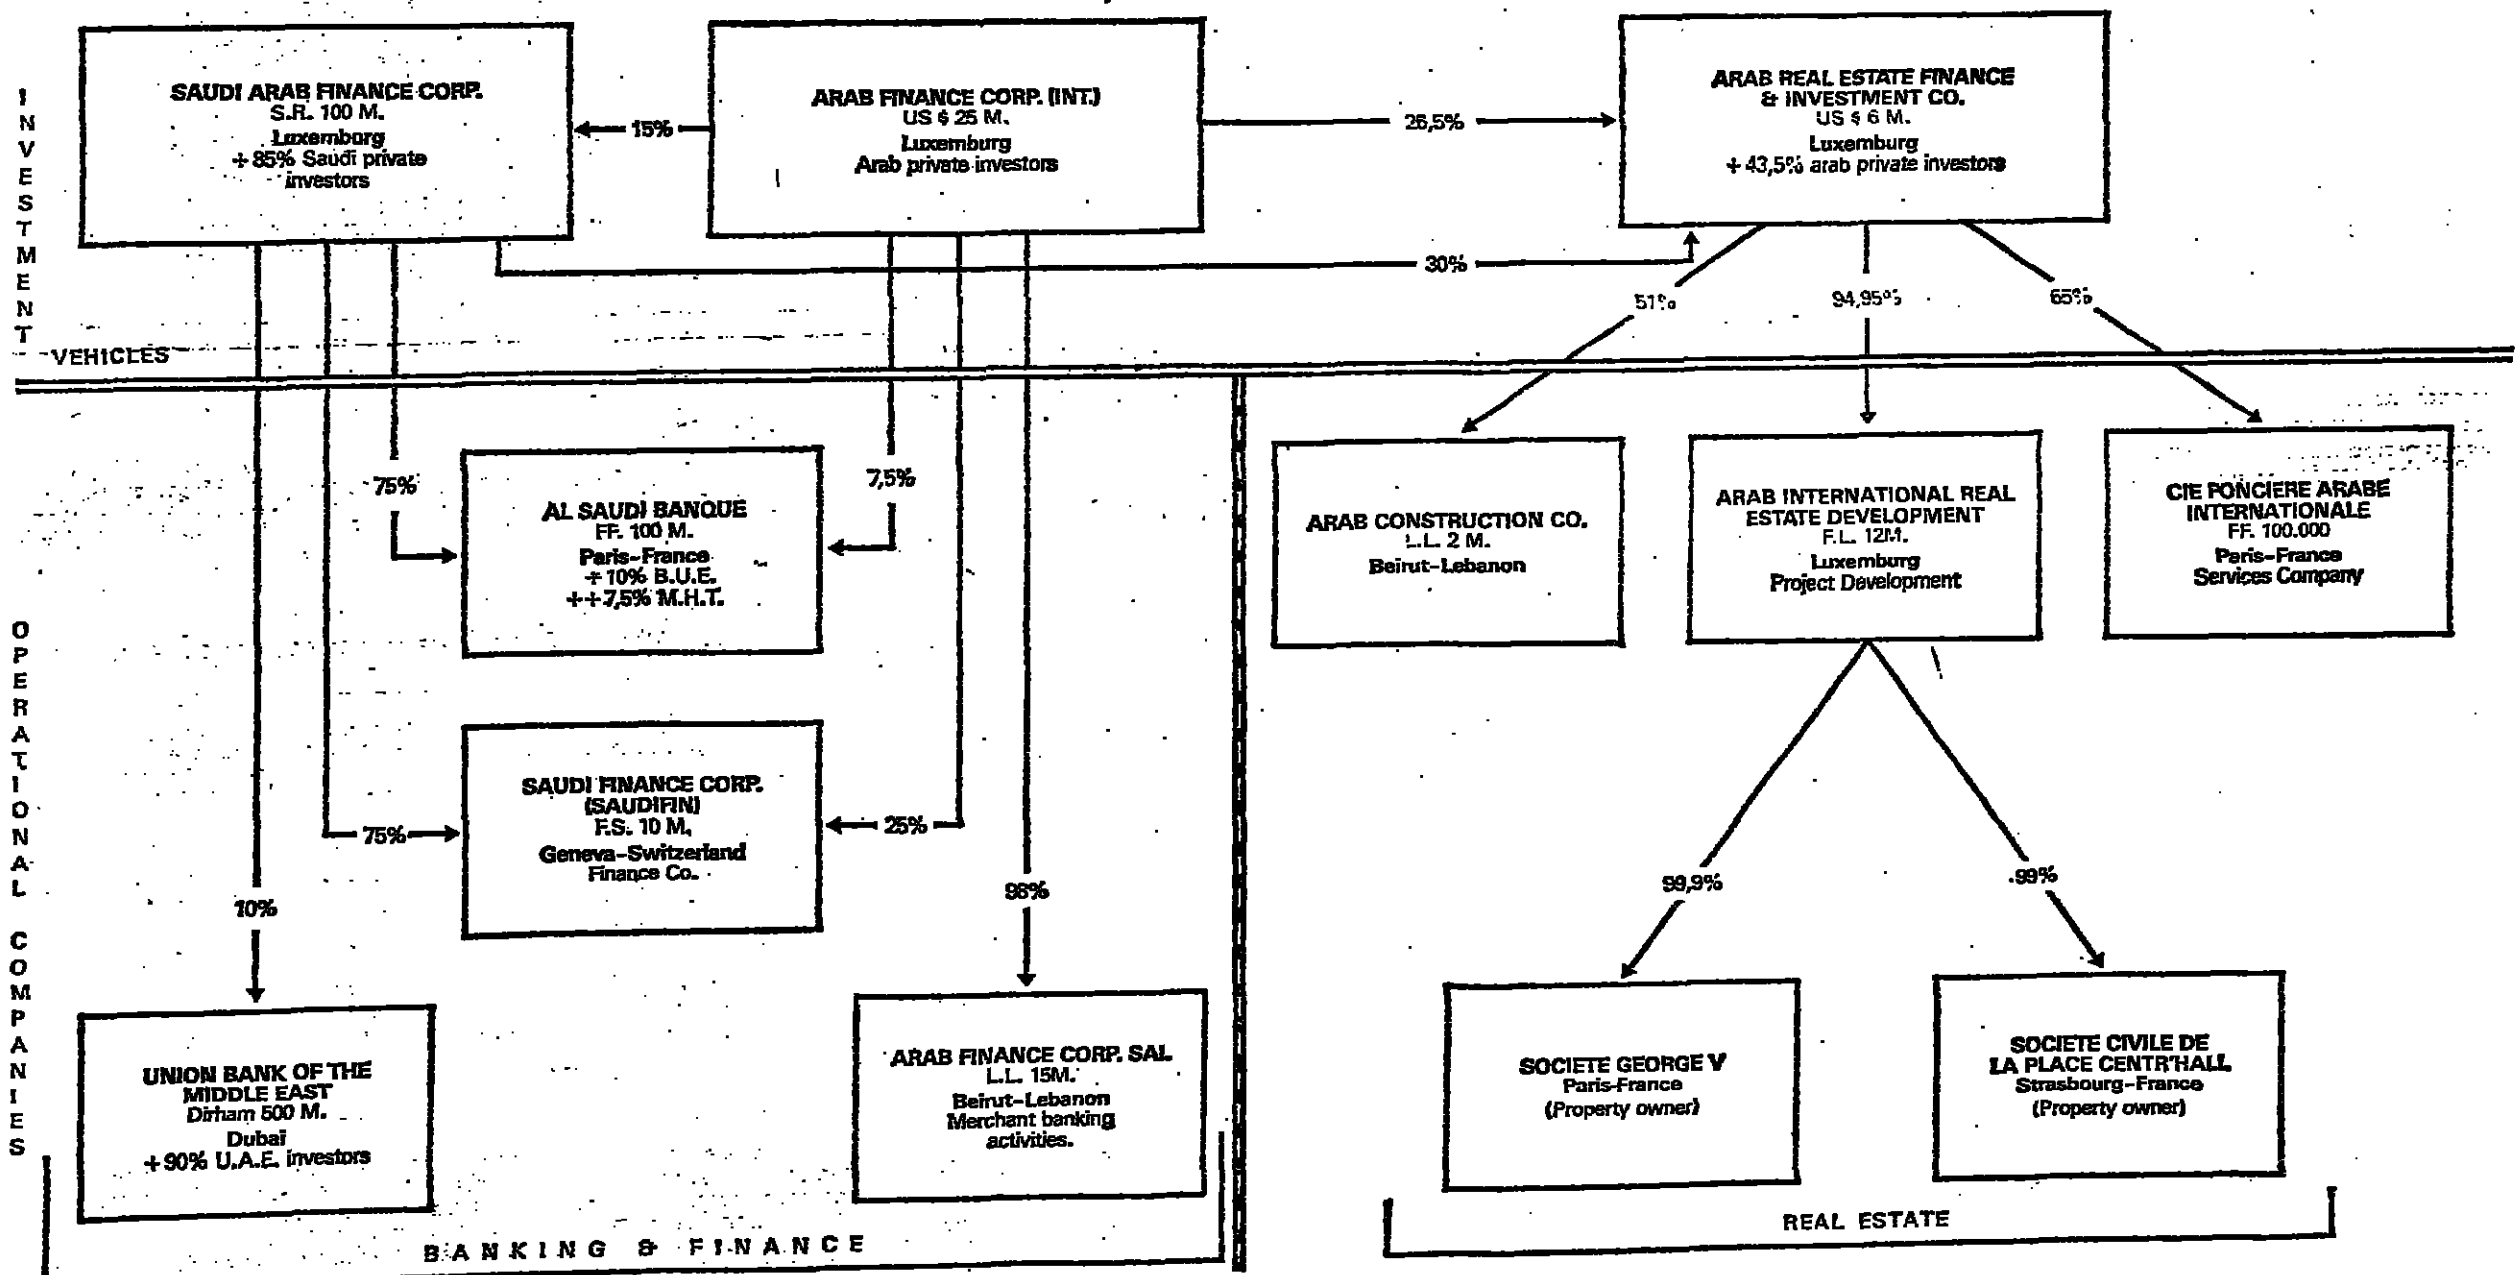 INVESTMENT
VEHICLES
SAUDI ARAB FINANCE CORP.
S.R. 100 M.
Luxemburg
+ 85% Saudi private
investors
15%
ARAB FINANCE CORP. (INT.)
US $ 25 M.
Luxemburg
Arab private investors
26,5%
ARAB REAL ESTATE FINANCE
& INVESTMENT CO.
US $ 6 M.
Luxemburg
+ 43,5% arab private investors
30%
51%
94,95%
65%
OPERATIONAL COMPANIES
75%
AL SAUDI BANQUE
FF. 100 M.
Paris-France
+ 10% B.U.E.
++7,5% M.H.T.
7,5%
ARAB CONSTRUCTION CO.
L.L. 2 M.
Beirut-Lebanon
ARAB INTERNATIONAL REAL
ESTATE DEVELOPMENT
F.L. 12M.
Luxemburg
Project Development
CIE FONCIERE ARABE
INTERNATIONALE
FF. 100.000
Paris-France
Services Company
75%
SAUDI FINANCE CORP.
(SAUDIFIN)
F.S. 10 M.
Geneva-Switzerland
Finance Co.
25%
10%
98%
99,9%
99%
UNION BANK OF THE
MIDDLE EAST
Dirham 500 M.
Dubai
+ 90% U.A.E. investors
ARAB FINANCE CORP. SAL
L.L. 15M.
Beirut-Lebanon
Merchant banking
activities.
SOCIETE GEORGE V
Paris-France
(Property owner)
SOCIETE CIVILE DE
LA PLACE CENTR'HALL
Strasbourg-France
(Property owner)
BANKING & FINANCE
REAL ESTATE